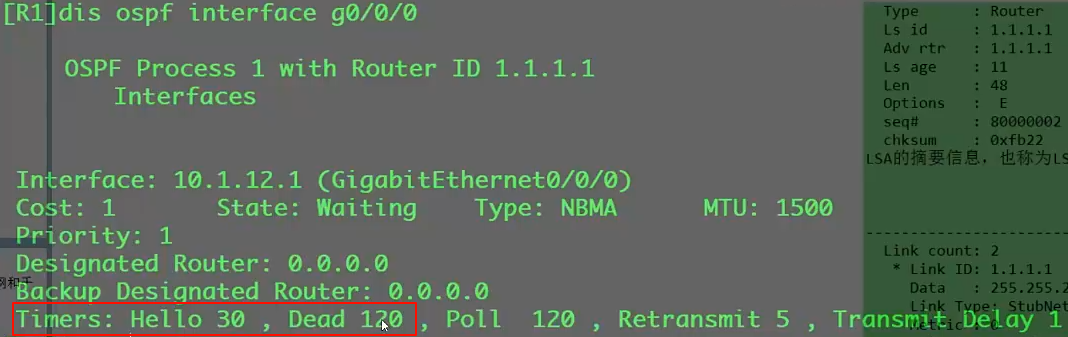 [R1]dis ospf interface g0/0/0
OSPF Process 1 with Router ID 1.1.1.1
Interfaces
Interface: 10.1.12.1 (GigabitEthernet0/0/0)
Cost: 1 State: Waiting Type: NBMA MTU: 1500
Priority: 1
Designated Router: 0.0.0.0
Backup Designated Router: 0.0.0.0
Timers: Hello 30 , Dead 120 , Poll 120 , Retransmit 5 , Transmit Delay 1
Type : Router
Ls id : 1.1.1.1
Adv rtr : 1.1.1.1
Ls age : 11
Len : 48
Options : E
seq# : 80000002
chksum : 0xfb22
LSA的摘要信息，也称为LS
Link count: 2
* Link ID: 1.1.1.1
Data : 255.255.2
Link Type: StubNet